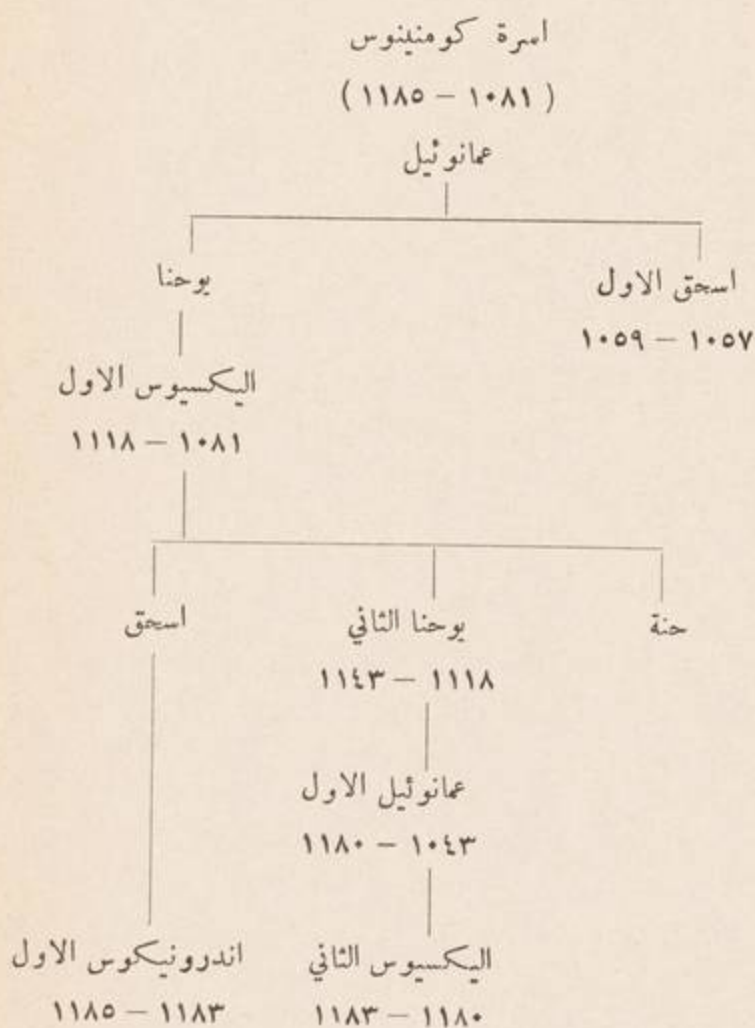 اسرة كومنينوس
( ١٠٨١ – ١١٨٥ )
عمانوئيل
اسحق الاول
١٠٥٧ – ١٠٥٩
يوحنا
اليكسيوس الاول
١٠٨١ – ١١١٨
حنة
يوحنا الثاني
١١١٨ – ١١٤٣
اسحق
عمانوئيل الاول
١٠٤٣ – ١١٨٠
اليكسيوس الثاني
١١٨٠ – ١١٨٣
اندرونيكوس الاول
١١٨٣ – ١١٨٥